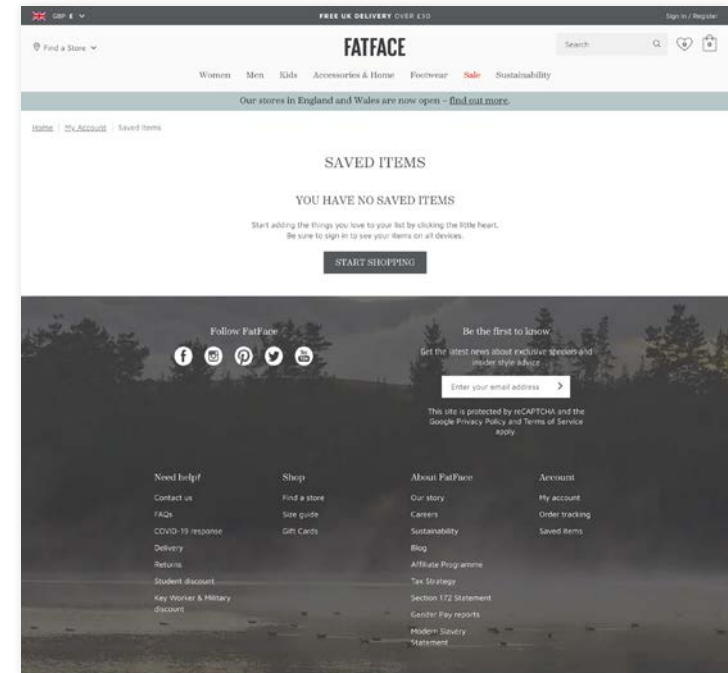 GBP £
FREE UK DELIVERY OVER £30
Sign In / Register
Find a Store
FATFACE
Search
0
0
Women Men Kids Accessories & Home Footwear Sale Sustainability
Our stores in England and Wales are now open – find out more.
Home | My Account | Saved Items
SAVED ITEMS
YOU HAVE NO SAVED ITEMS
Start adding the things you love to your list by clicking the little heart.
Be sure to sign in to see your items on all devices.
START SHOPPING
Follow FatFace
You Tube
Be the first to know
Get the latest news about exclusive specials and
insider style advice
Enter your email address
This site is protected by reCAPTCHA and the
Google Privacy Policy and Terms of Service
apply.
Need help?
Contact us
FAQs
COVID-19 response
Delivery
Returns
Student discount
Key Worker & Military
discount
Shop
Find a store
Size guide
Gift Cards
About FatFace
Our story
Careers
Sustainability
Blog
Affiliate Programme
Tax Strategy
Section 172 Statement
Gender Pay reports
Modern Slavery
Statement
Account
My account
Order tracking
Saved items